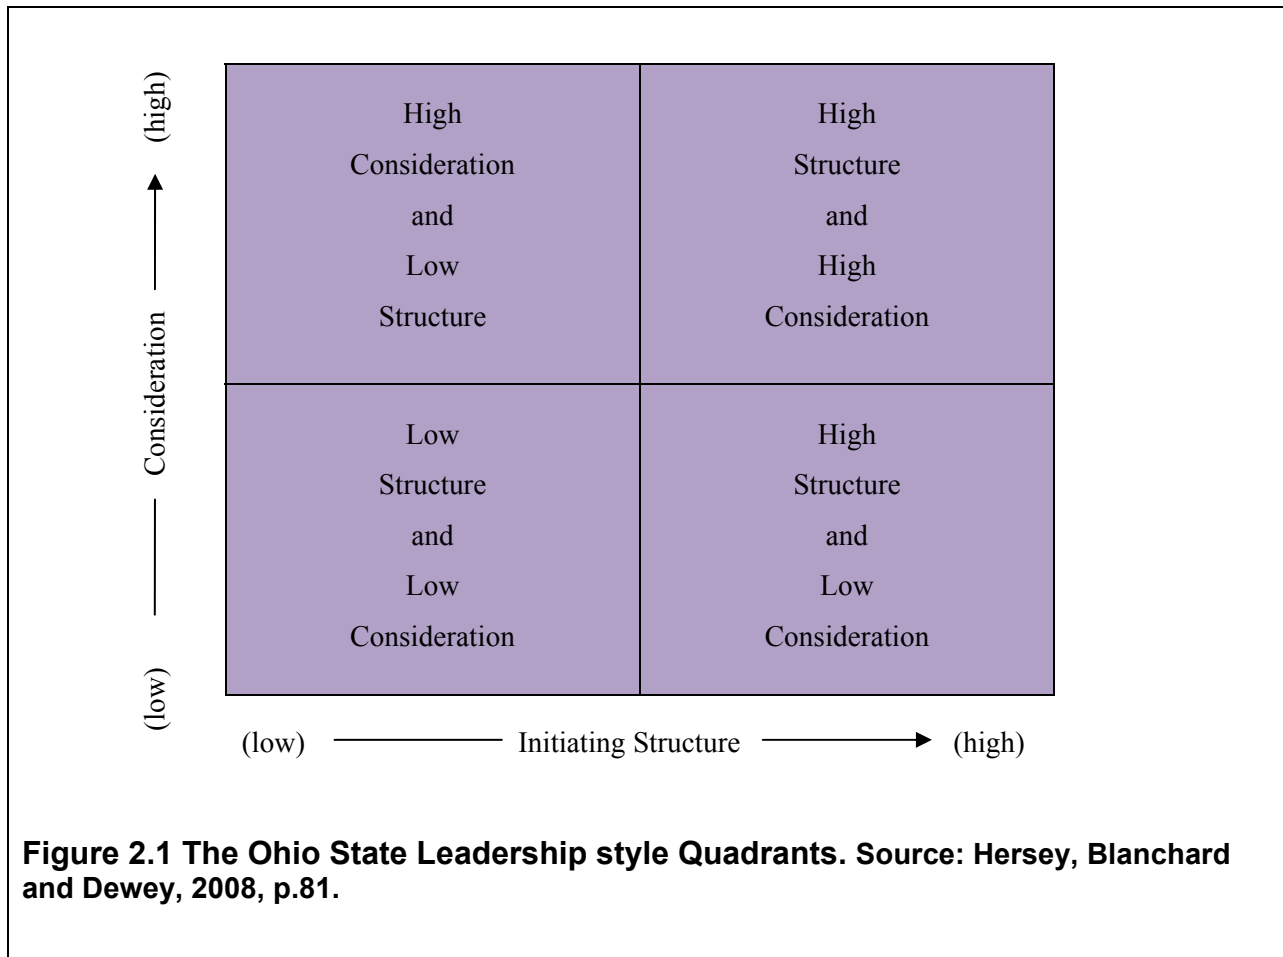 (high)
Consideration
(low)
High
Consideration
and
Low
Structure
High
Structure
and
High
Consideration
Low
Structure
and
Low
Consideration
High
Structure
and
Low
Consideration
(low) Initiating Structure (high)
Figure 2.1 The Ohio State Leadership style Quadrants. Source: Hersey, Blanchard
and Dewey, 2008, p.81.